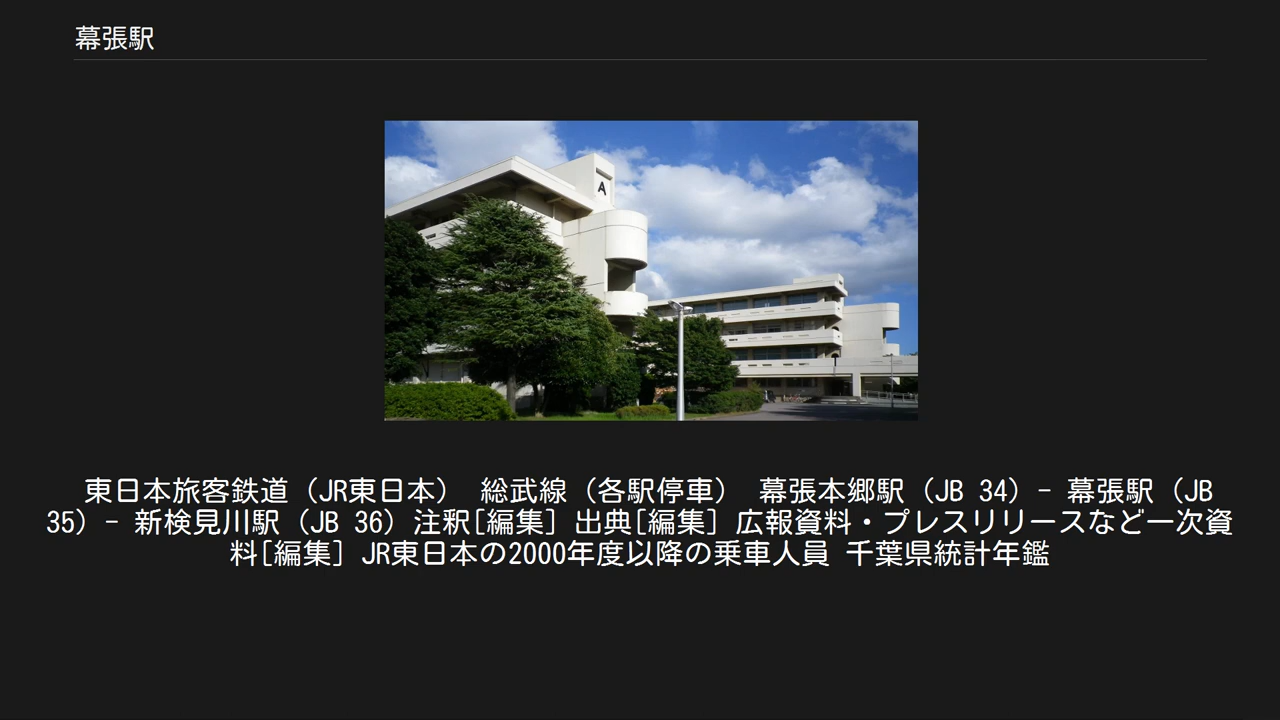 幕張駅
A
東日本旅客鉄道（JR東日本） 総武線（各駅停車） 幕張本郷駅（JB 34）- 幕張駅（JB
35）- 新検見川駅（JB 36）注釈[編集] 出典[編集] 広報資料・プレスリリースなど一次資
料[編集] JR東日本の2000年度以降の乗車人員 千葉県統計年鑑